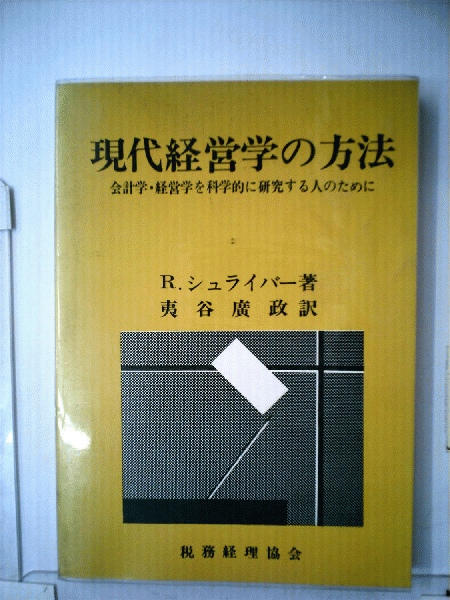 現代経営学の方法
会計学・経営学を科学的に研究する人のために
R.シュライバー著
夷谷廣政訳
税務経理協会